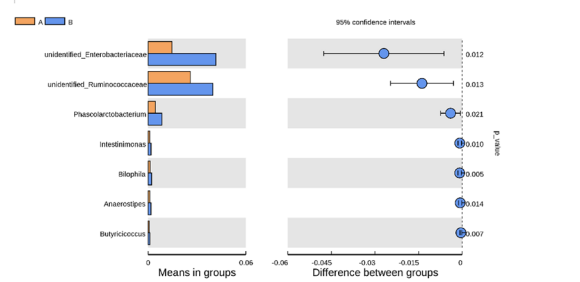 A B
95% confidence intervals
unidentified_Enterobacteriaceae 0.012
unidentified_Ruminococcaceae 0.013
Phascolarctobacterium 0.021
Intestinimonas 0.010
Bilophila 0.005
Anaerostipes 0.014
Butyricicoccus 0.007
p_value
0 0.06 -0.06 -0.045 -0.03 -0.015 0
Means in groups Difference between groups